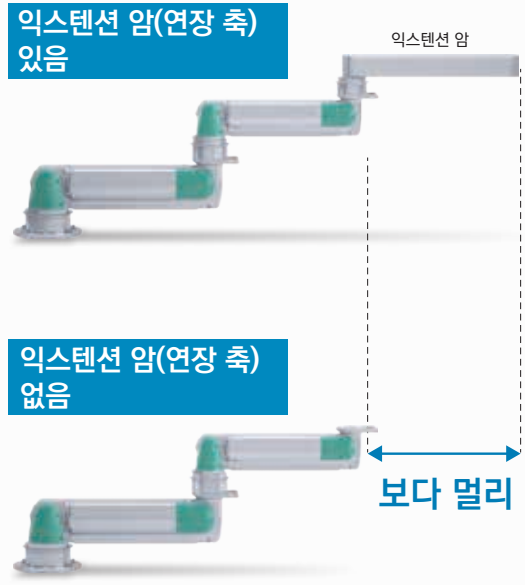 익스텐션 암(연장 축)
있음
익스텐션 암
익스텐션 암(연장 축)
없음
보다 멀리